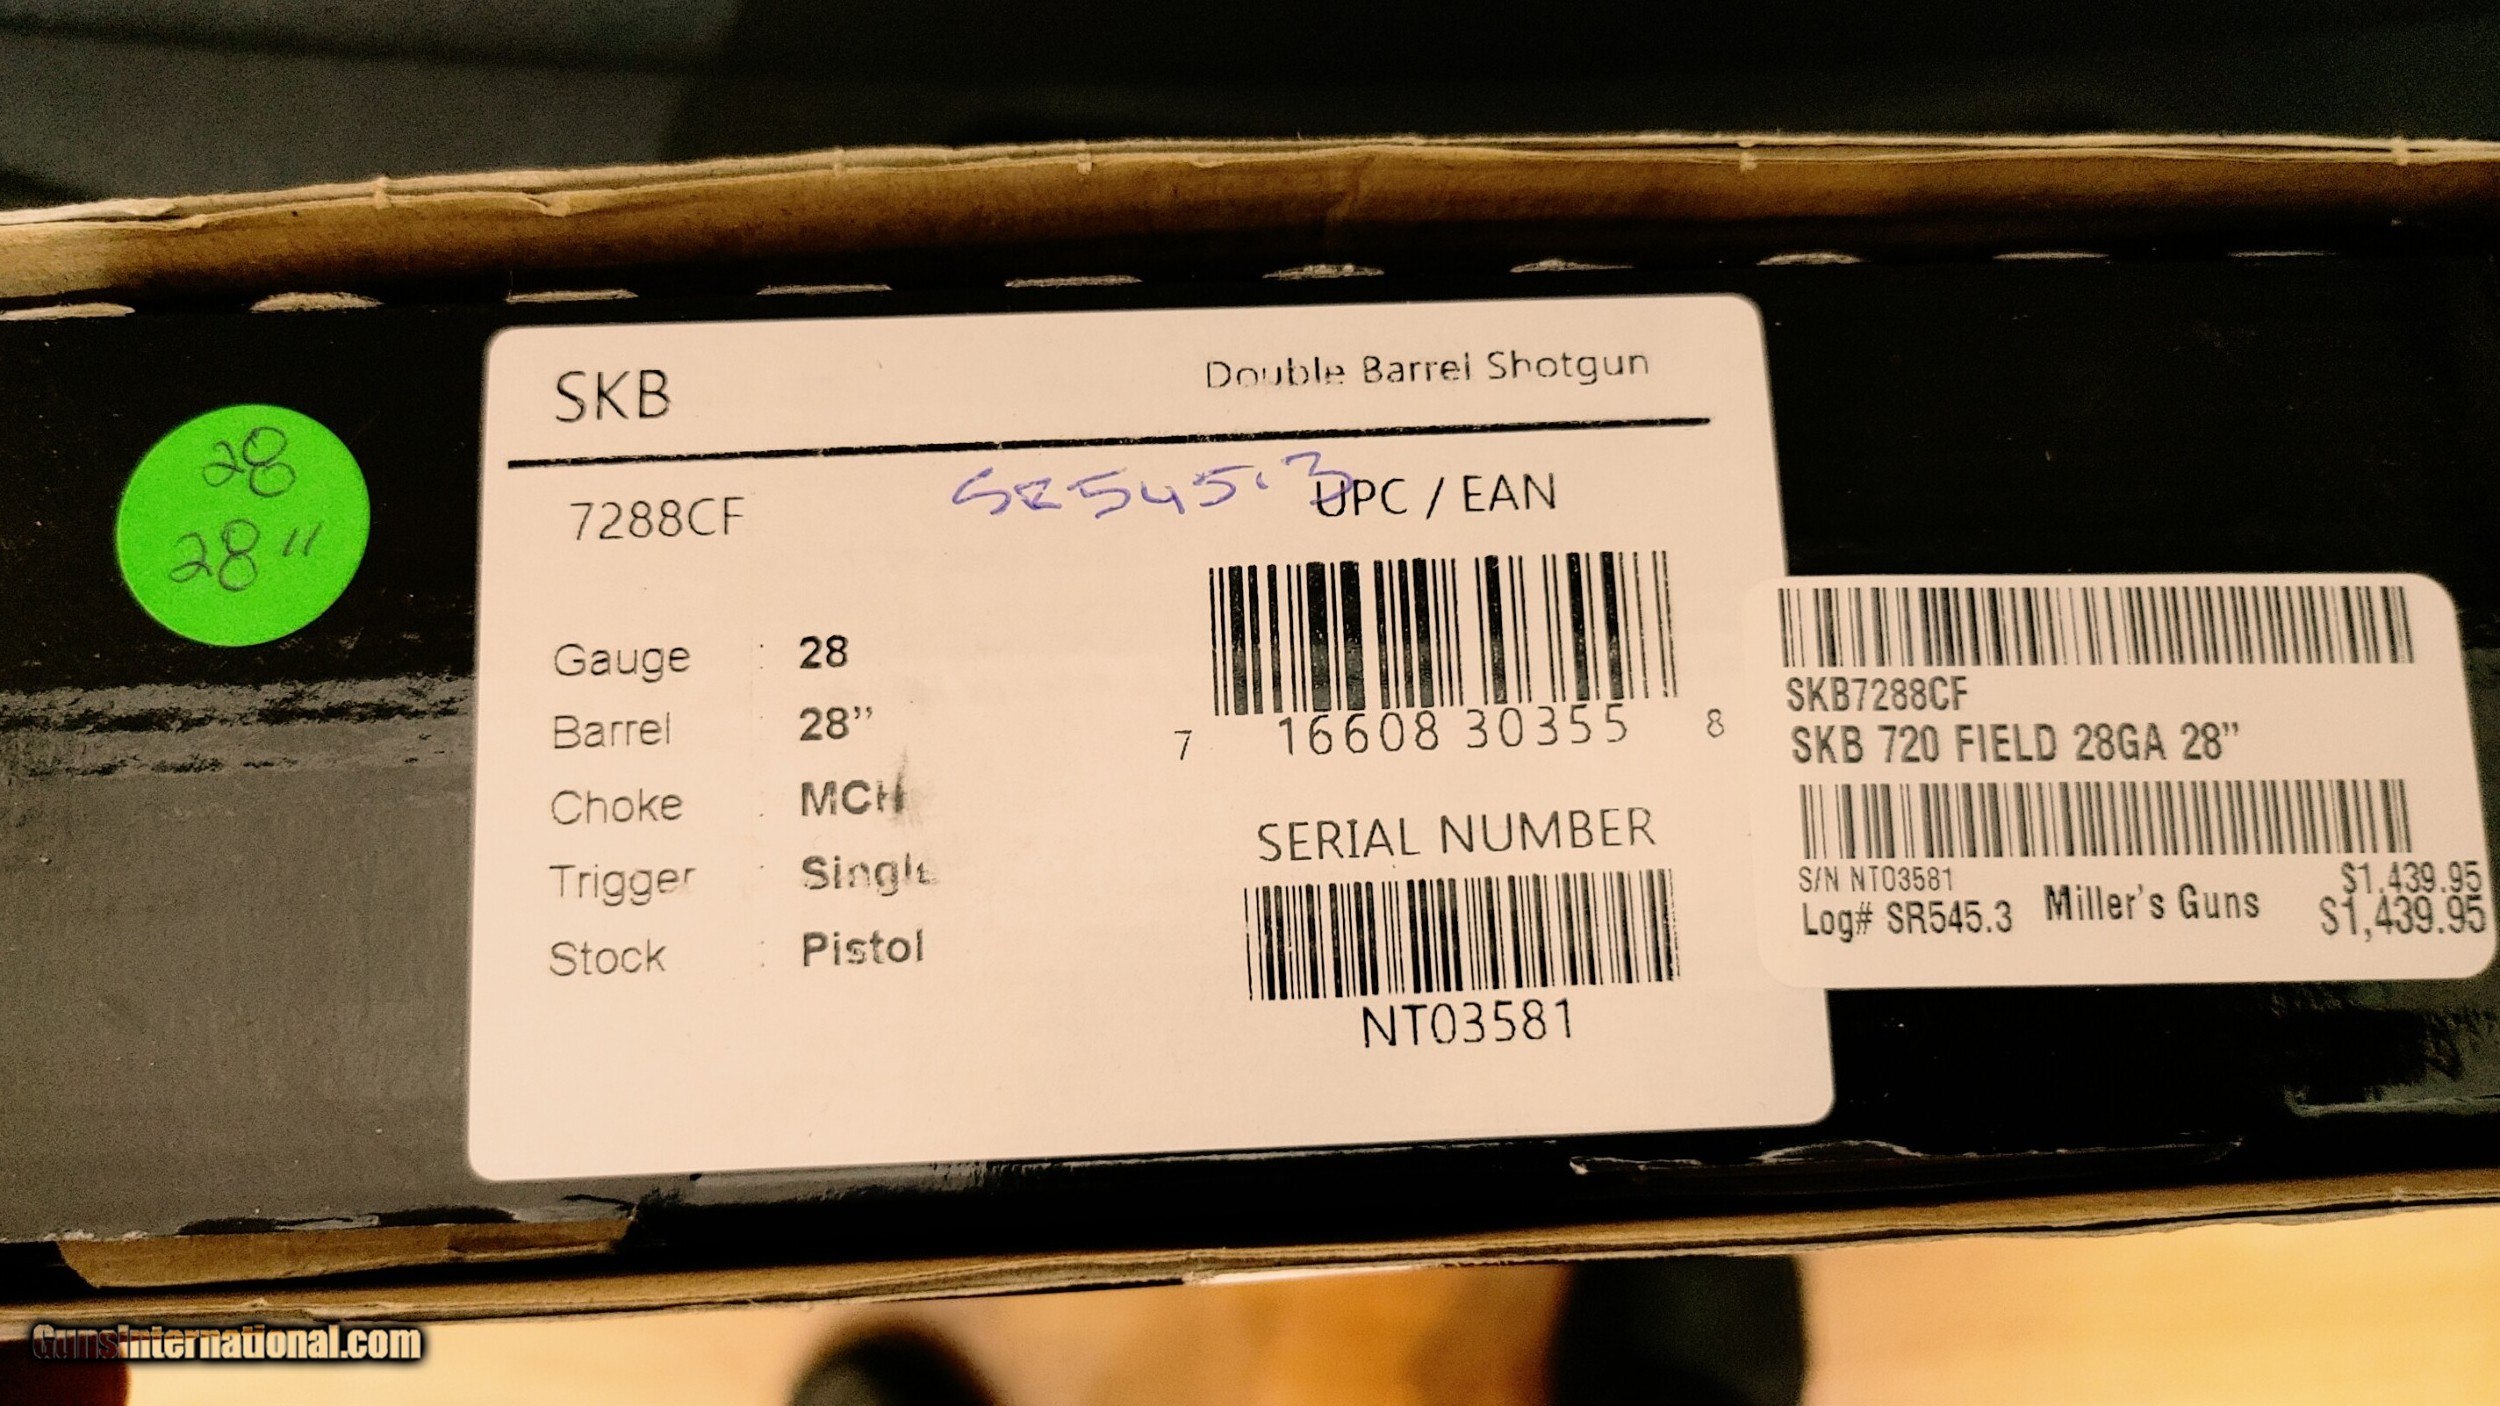 SKB
Double Barrel Shotgun
28
28"
7288CF
SR545.3
UPC / EAN
Gauge : 28
Barrel : 28"
Choke : MCH
Trigger : Single
Stock : Pistol
7 16608 30355 8
SERIAL NUMBER
NT03581
SKB7288CF
SKB 720 FIELD 28GA 28"
S/N NT03581
$1,439.95
Log# SR545.3
Miller's Guns
$1,439.95
GunsInternational.com